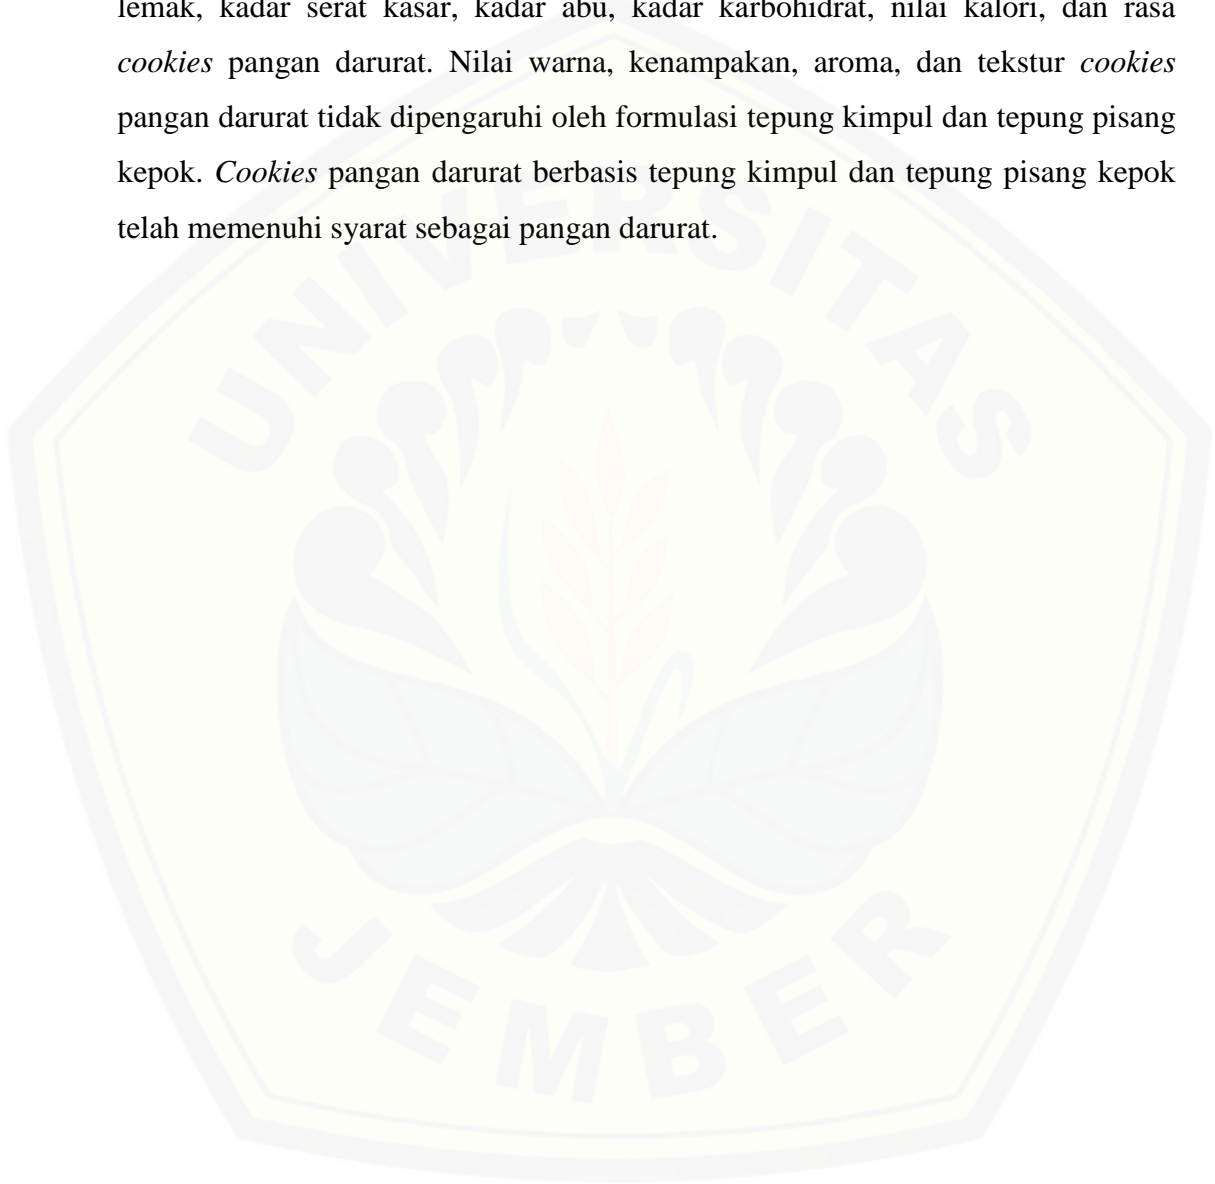 lemak, kadar serat kasar, kadar abu, kadar karbohidrat, nilai kalori, dan rasa
cookies pangan darurat. Nilai warna, kenampakan, aroma, dan tekstur cookies
pangan darurat tidak dipengaruhi oleh formulasi tepung kimpul dan tepung pisang
kepok. Cookies pangan darurat berbasis tepung kimpul dan tepung pisang kepok
telah memenuhi syarat sebagai pangan darurat.
UNIVERSITAS
JEMBER